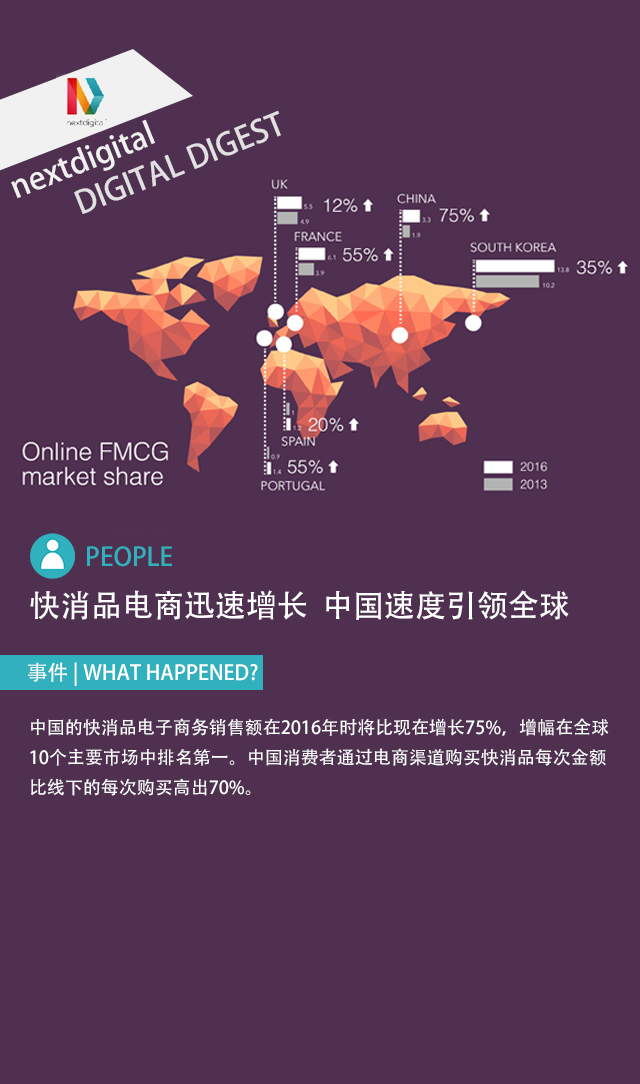 nextdigital
nextdigital
DIGITAL DIGEST
UK
5.5
4.9
12%
CHINA
3.3
1.9
75%
FRANCE
6.1
3.9
55%
SOUTH KOREA
13.8
10.2
35%
1
1.2
20%
SPAIN
Online FMCG
market share
0.9
1.4
55%
PORTUGAL
2016
2013
PEOPLE
快消品电商迅速增长 中国速度引领全球
事件 | WHAT HAPPENED?
中国的快消品电子商务销售额在2016年时将比现在增长75%，增幅在全球
10个主要市场中排名第一。中国消费者通过电商渠道购买快消品每次金额
比线下的每次购买高出70%。